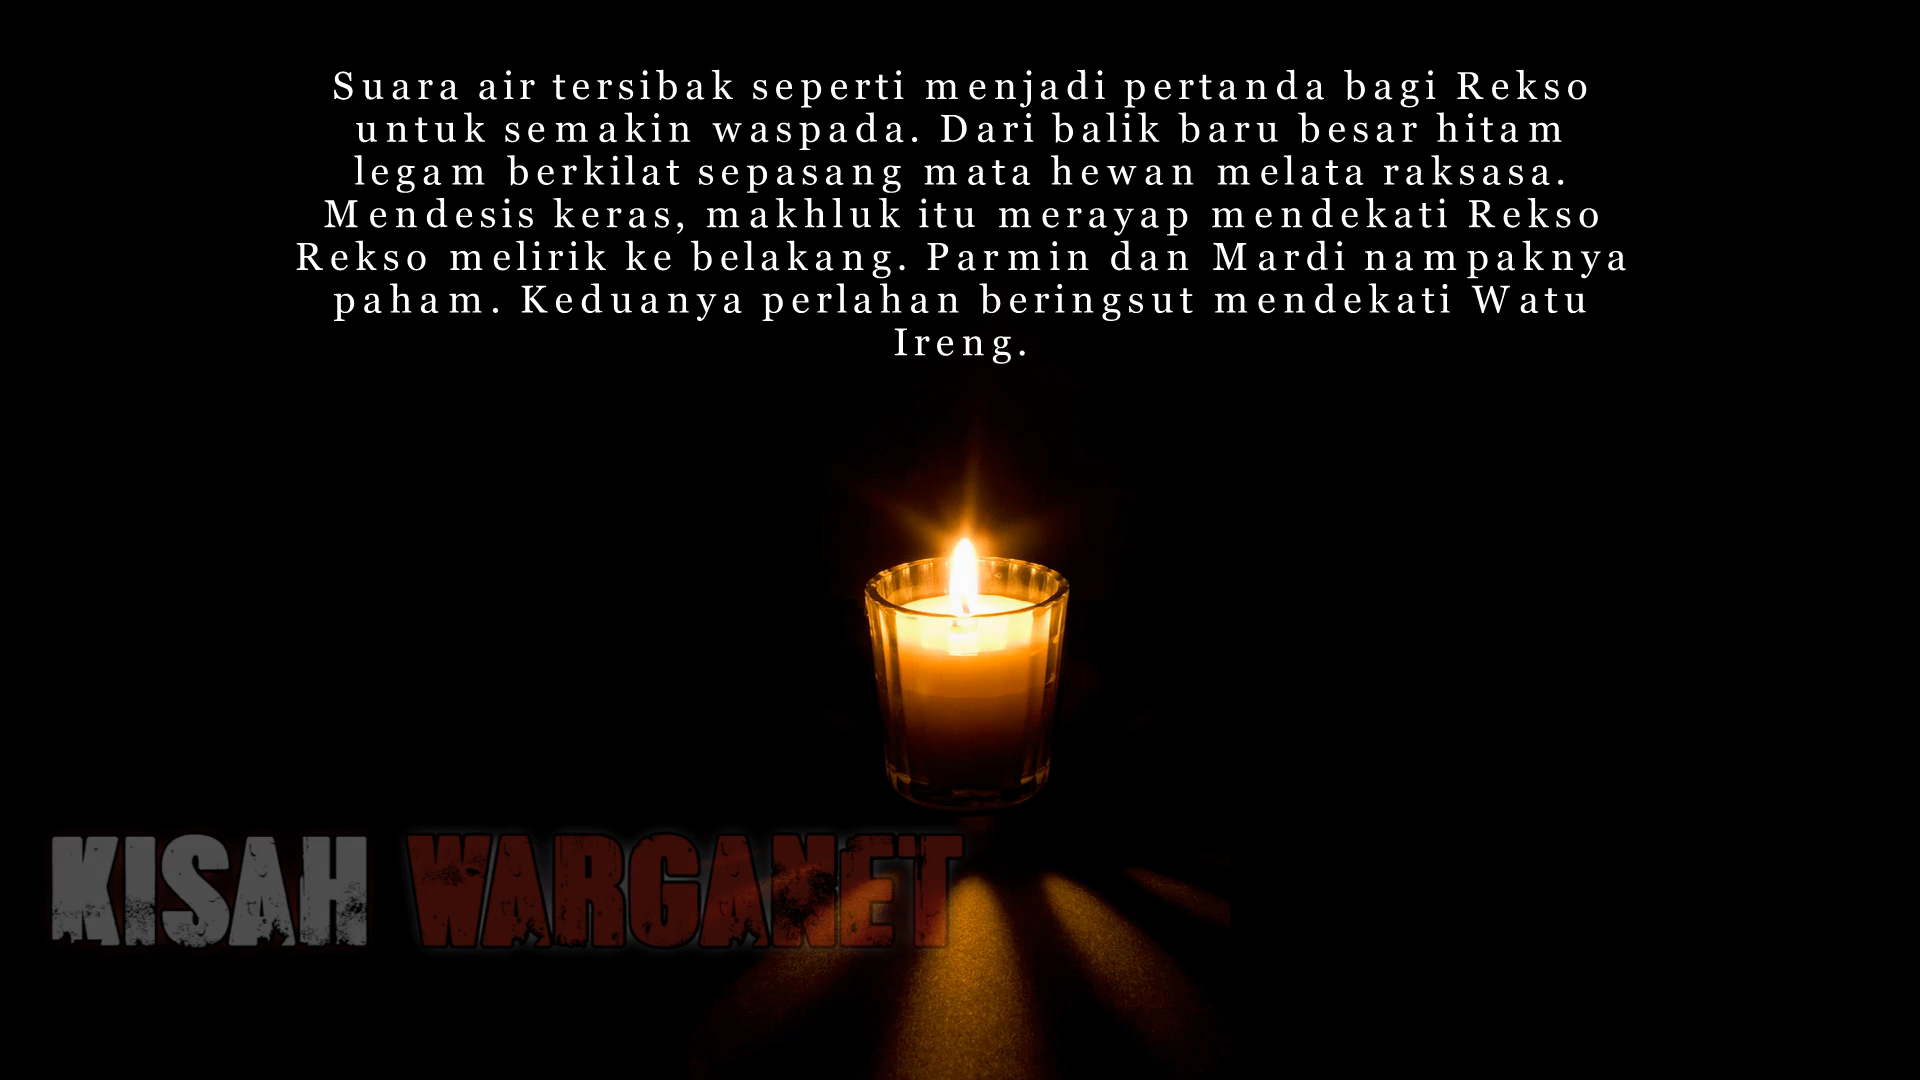 Suara air tersibak seperti menjadi pertanda bagi Rekso
untuk semakin waspada. Dari balik baru besar hitam
legam berkilat sepasang mata hewan melata raksasa.
Mendesis keras, makhluk itu merayap mendekati Rekso
Rekso melirik ke belakang. Parmin dan Mardi nampaknya
paham. Keduanya perlahan beringsut mendekati Watu
Ireng.
KISAH WARGANET